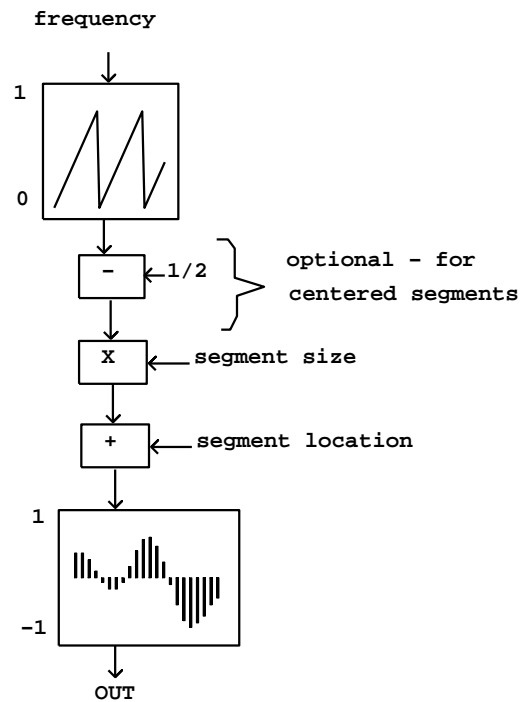 frequency
1
0
-
1/2
optional - for
centered segments
X
segment size
+
segment location
1
-1
OUT